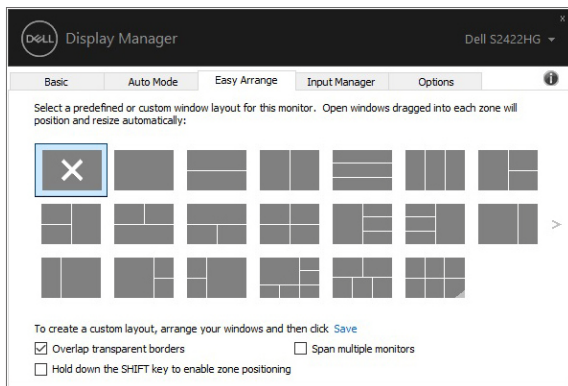 x
DELL Display Manager Dell S2422HG
Basic Auto Mode Easy Arrange Input Manager Options i
Select a predefined or custom window layout for this monitor. Open windows dragged into each zone will
position and resize automatically:
>
To create a custom layout, arrange your windows and then click Save
Overlap transparent borders Span multiple monitors
Hold down the SHIFT key to enable zone positioning